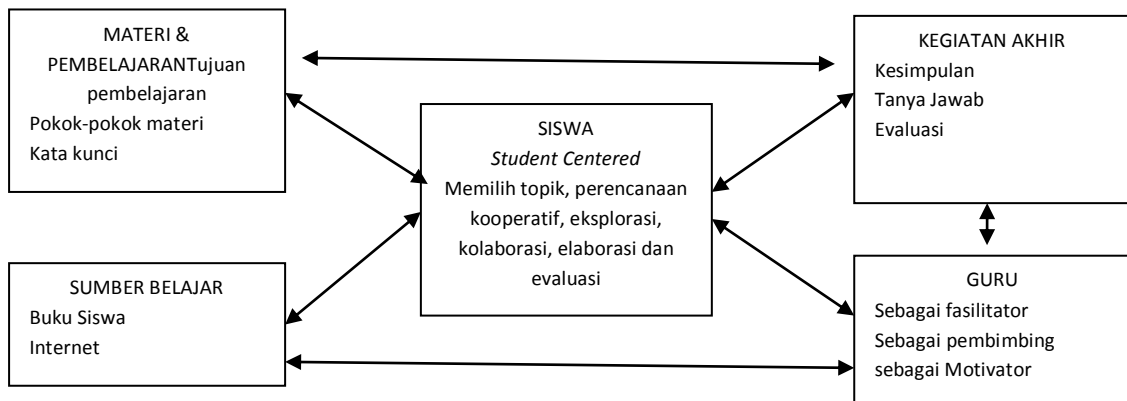 MATERI &
PEMBELAJARANTujuan
pembelajaran
Pokok-pokok materi
Kata kunci
KEGIATAN AKHIR
Kesimpulan
Tanya Jawab
Evaluasi
SISWA
Student Centered
Memilih topik, perencanaan
kooperatif, eksplorasi,
kolaborasi, elaborasi dan
evaluasi
SUMBER BELAJAR
Buku Siswa
Internet
GURU
Sebagai fasilitator
Sebagai pembimbing
sebagai Motivator